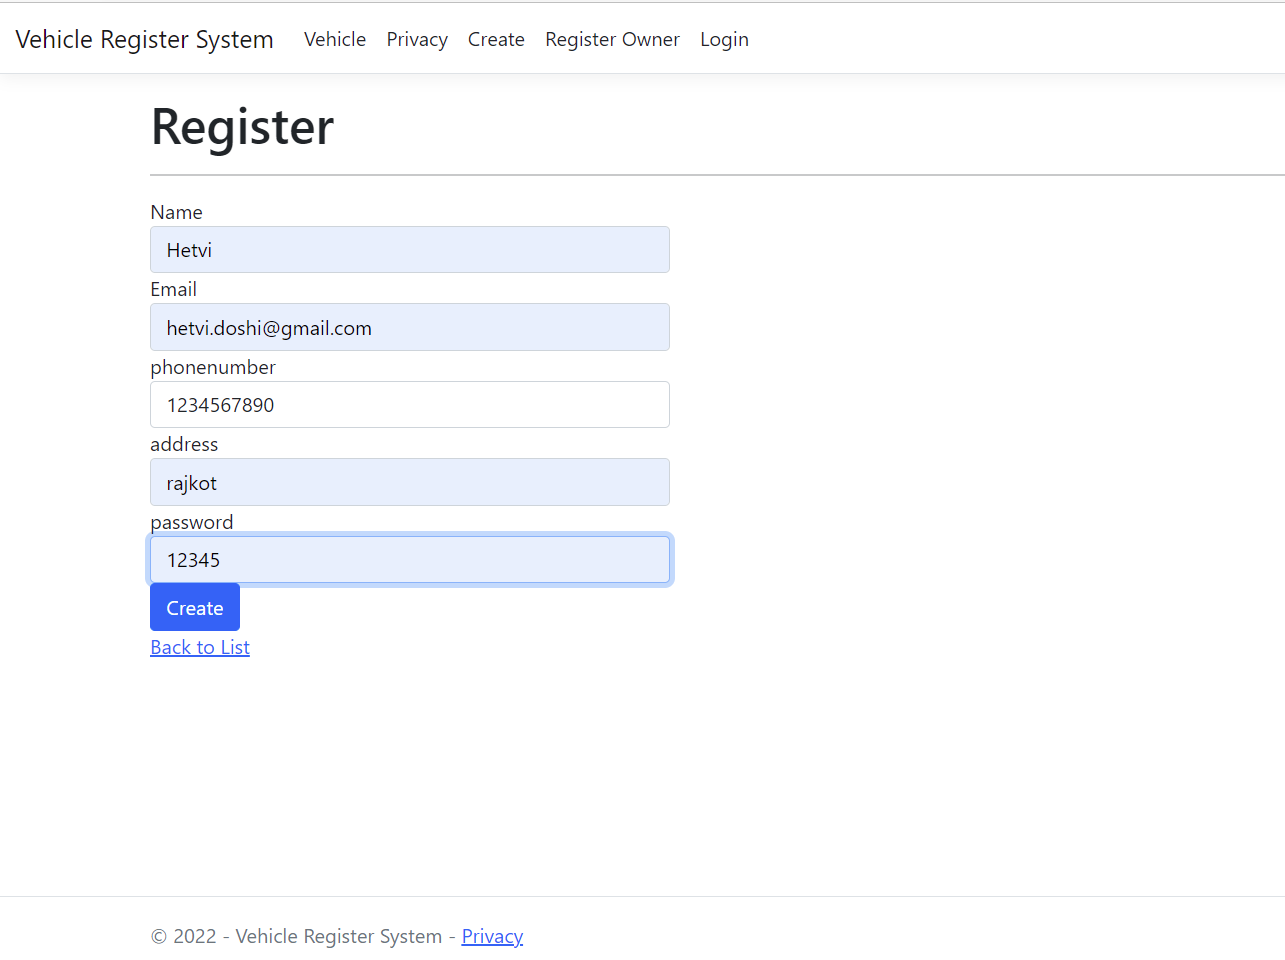 Vehicle Register System Vehicle Privacy Create Register Owner Login
Register
Name
Hetvi
Email
hetvi.doshi@gmail.com
phonenumber
1234567890
address
rajkot
password
12345
Create
Back to List
© 2022 - Vehicle Register System - Privacy